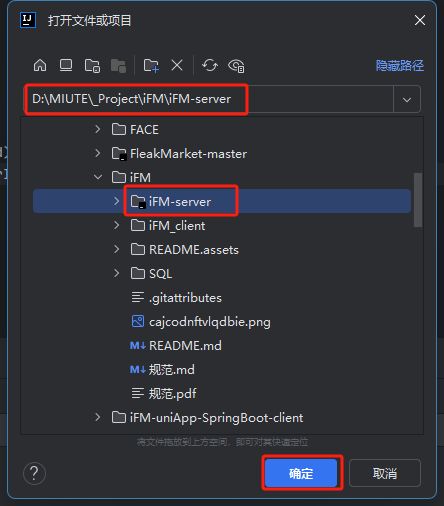 打开文件或项目
隐藏路径
D:\MIUTE\_Project\iFM\iFM-server
FACE
FleakMarket-master
iFM
iFM-server
iFM_client
README.assets
SQL
.gitattributes
cajcodnftvlqdbie.png
README.md
规范.md
规范.pdf
iFM-uniApp-SpringBoot-client
将文件拖放到上方空间，即可对其快速定位
确定
取消